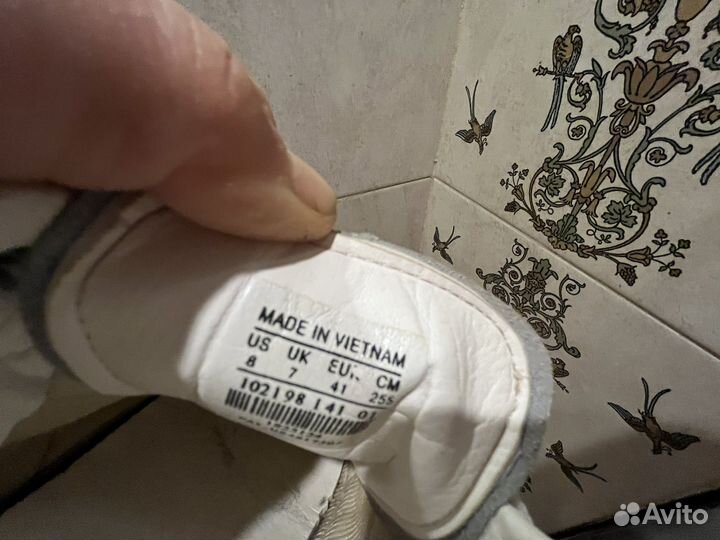 MADE IN VIETNAM
US UK EUR CM
8 7 41 255
102198 141 01
Avito